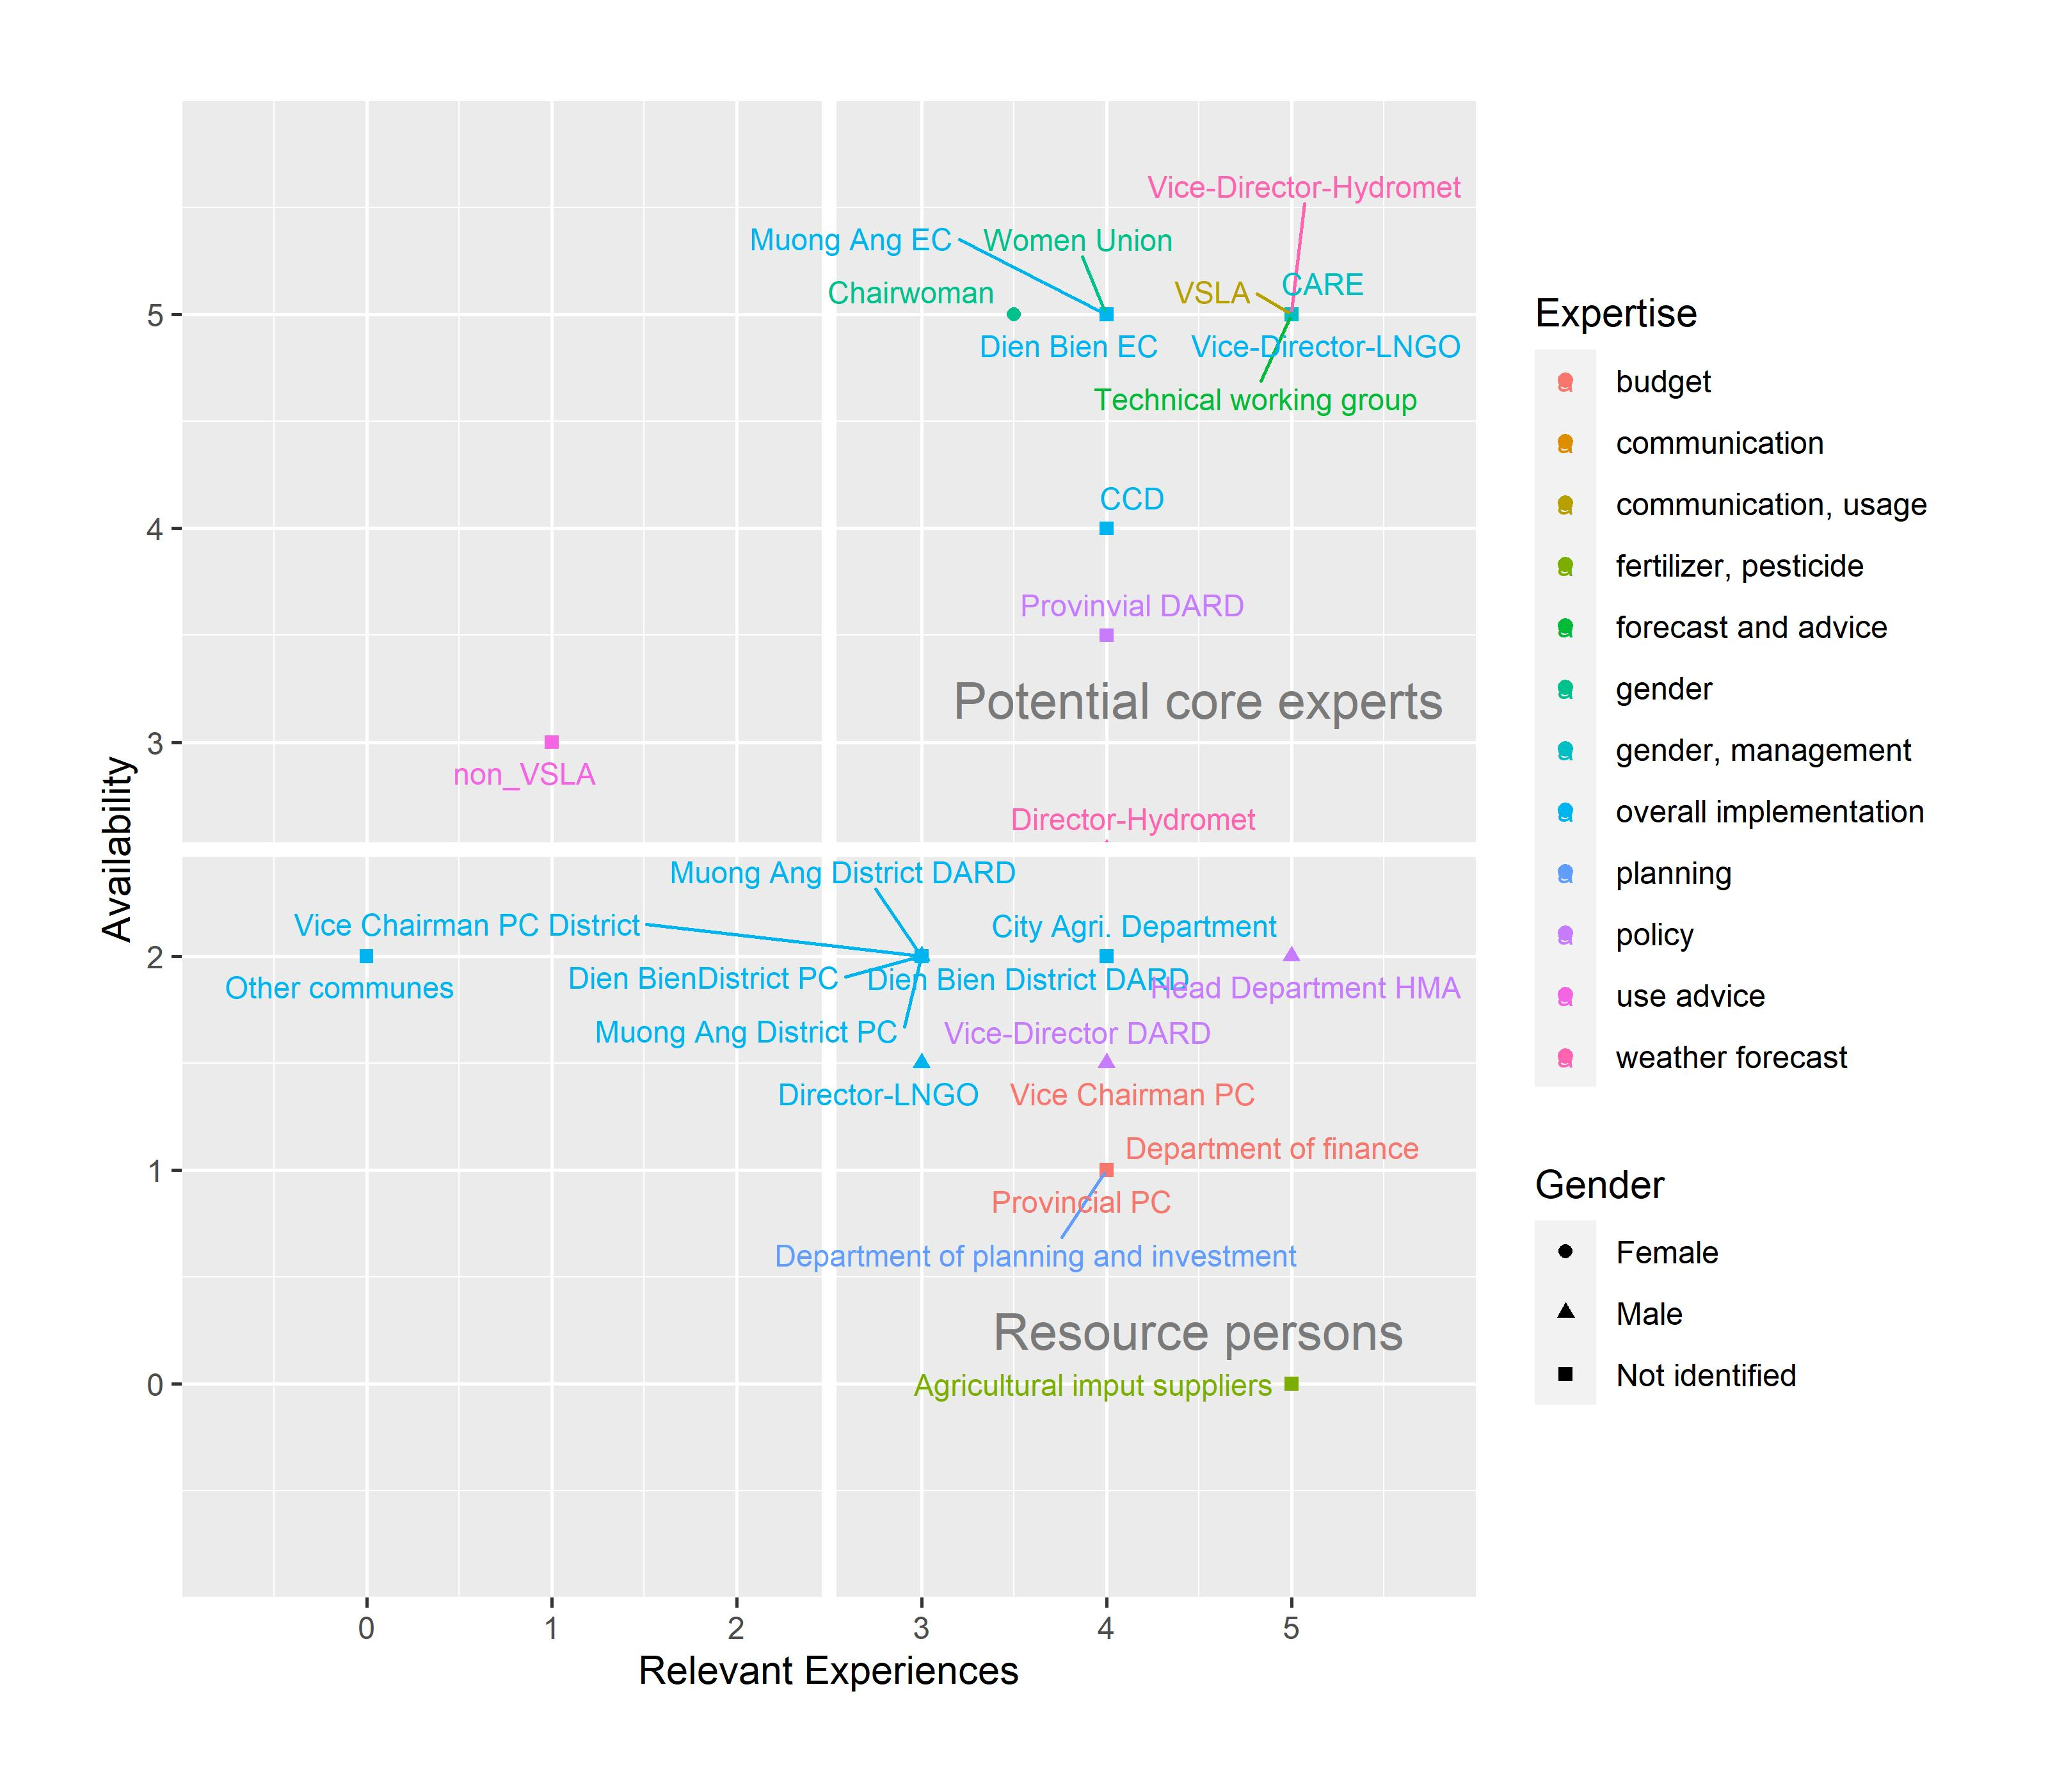 Vice-Director-Hydromet
Muong Ang EC
Women Union
CARE
Chairwoman
VSLA
5
Dien Bien EC
Vice-Director-LNGO
Technical working group
CCD
4
Provinvial DARD
Potential core experts
3
non_VSLA
Director-Hydromet
Muong Ang District DARD
Vice Chairman PC District
City Agri. Department
2
Dien BienDistrict PC
Dien Bien District DARD
Other communes
Head Department HMA
Muong Ang District PC
Vice-Director DARD
Director-LNGO
Vice Chairman PC
Department of finance
1
Provincial PC
Department of planning and investment
Resource persons
0
Agricultural imput suppliers
Availability
0 1 2 3 4 5
Relevant Experiences
Expertise
a budget
a communication
a communication, usage
a fertilizer, pesticide
a forecast and advice
a gender
a gender, management
a overall implementation
a planning
a policy
a use advice
a weather forecast
Gender
Female
Male
Not identified